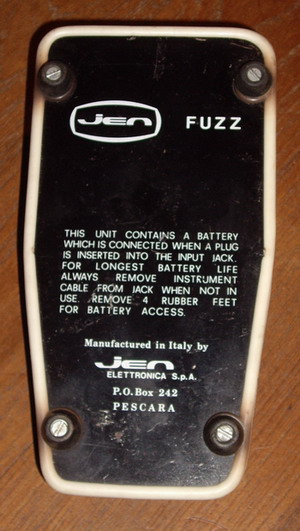 Jen FUZZ
THIS UNIT CONTAINS A BATTERY
WHICH IS CONNECTED WHEN A PLUG
IS INSERTED INTO THE INPUT JACK.
FOR LONGEST BATTERY LIFE
ALWAYS REMOVE INSTRUMENT
CABLE FROM JACK WHEN NOT IN
USE. REMOVE 4 RUBBER FEET
FOR BATTERY ACCESS.
Manufactured in Italy by
Jen
ELETTRONICA S.p.A.
P.O. Box 242
PESCARA